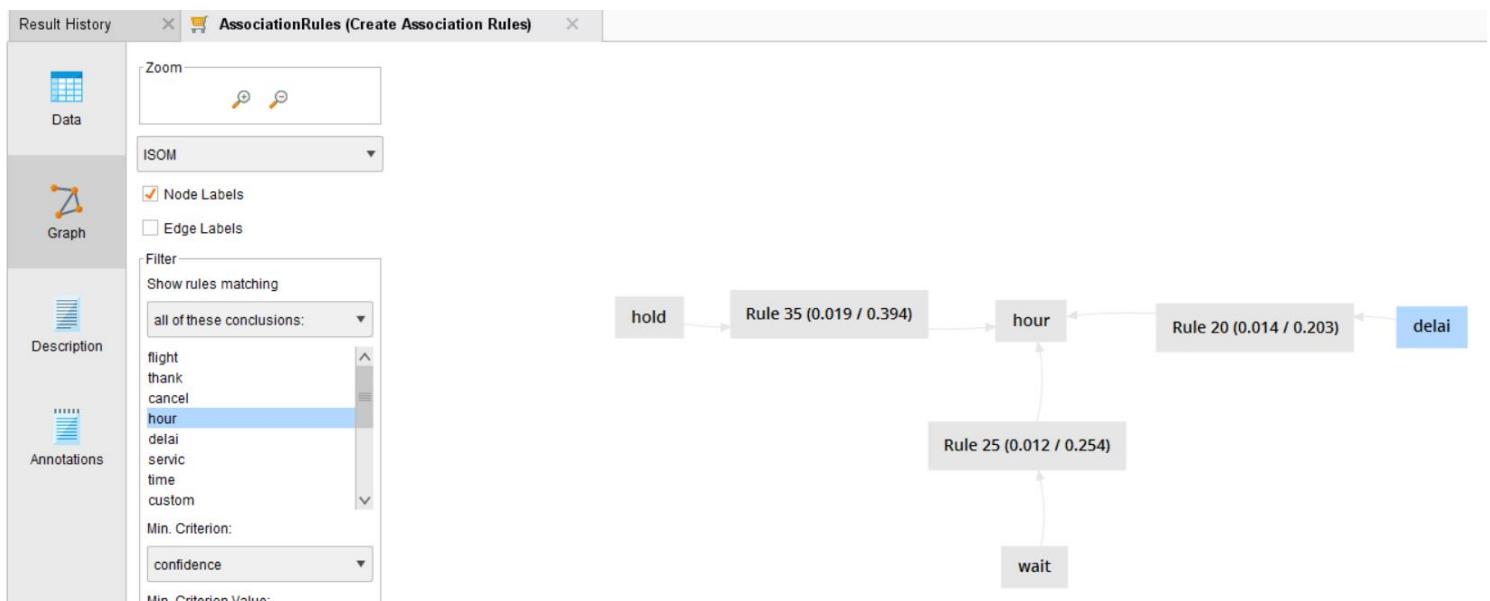 Result History
AssociationRules (Create Association Rules)
Data
Graph
Description
Annotations
Zoom
ISOM
Node Labels
Edge Labels
Filter
Show rules matching
all of these conclusions:
flight
thank
cancel
hour
delai
servic
time
custom
Min. Criterion:
confidence
Min. Criterion Value:
hold
Rule 35 (0.019 / 0.394)
hour
Rule 20 (0.014 / 0.203)
delai
Rule 25 (0.012 / 0.254)
wait